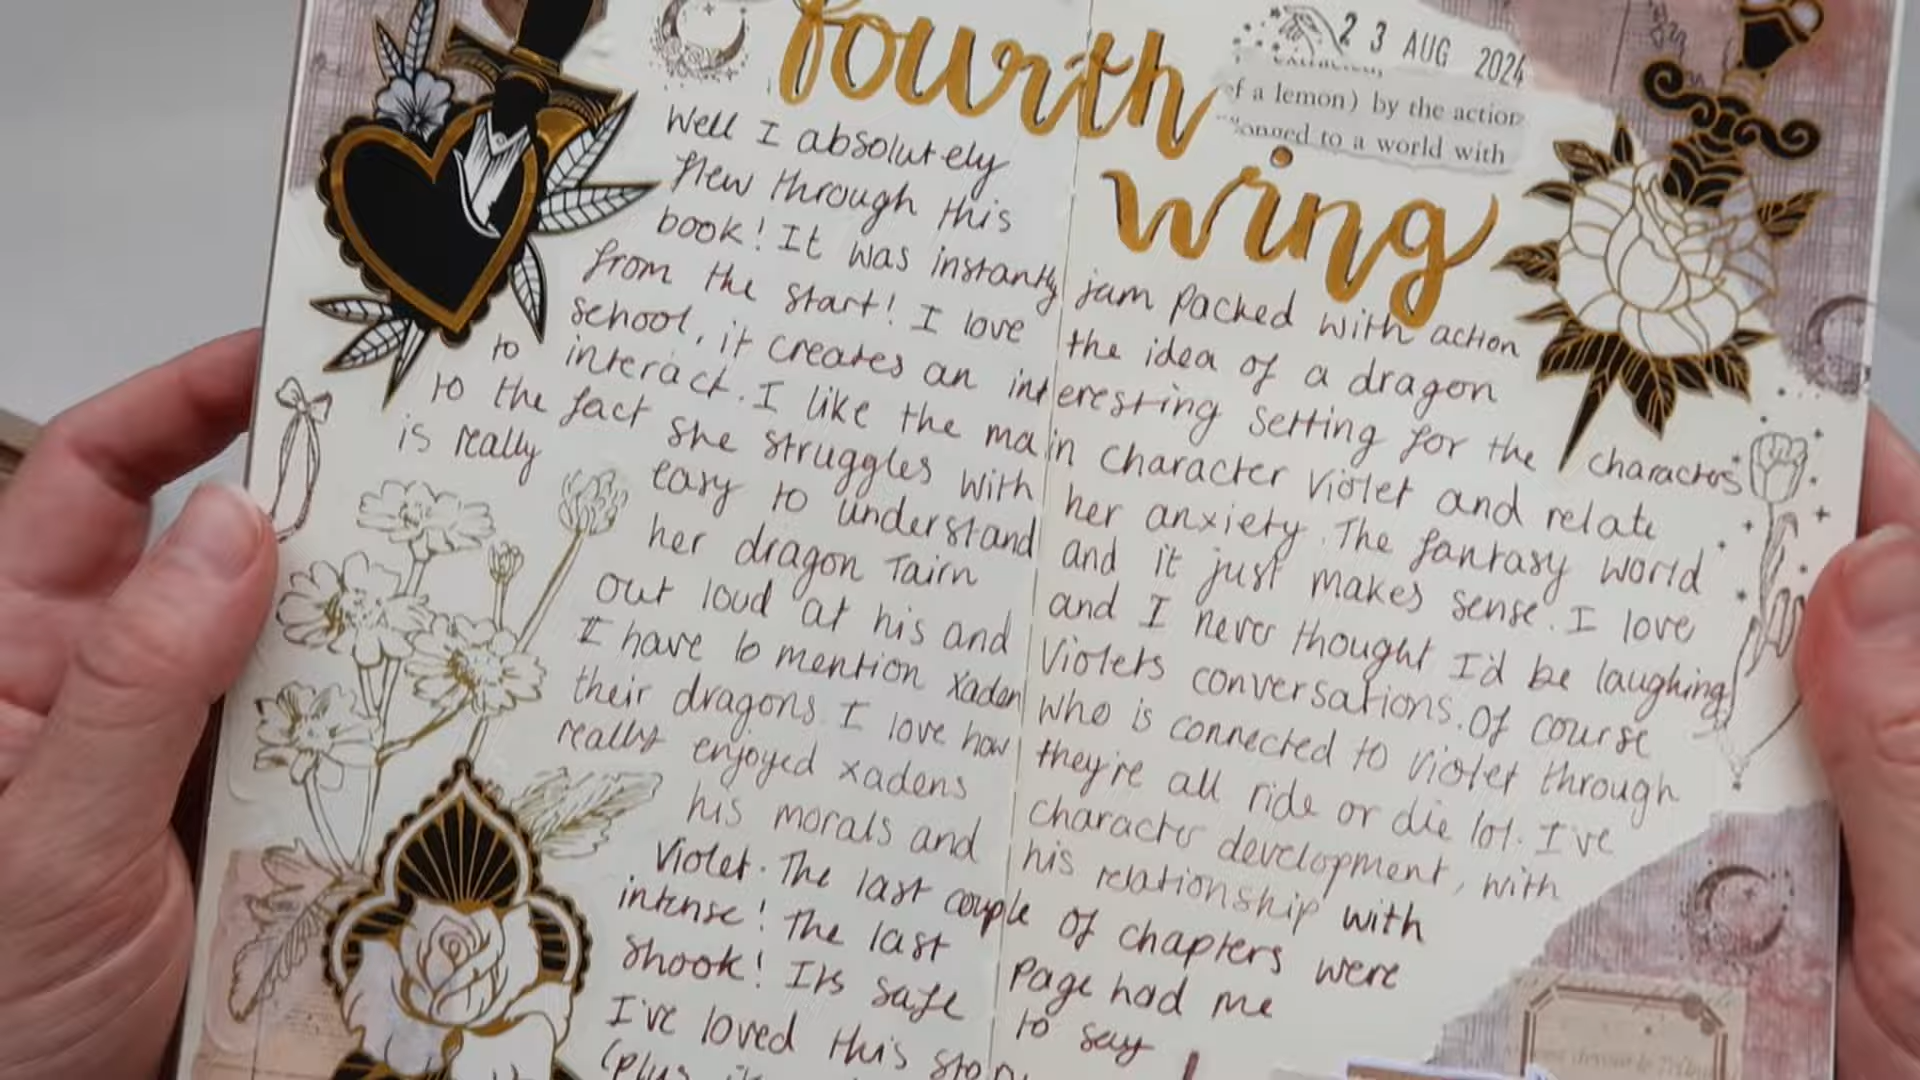 fourth
wing
23 AUG 2024
of a lemon) by the action
longed to a world with
Well I absolutely
flew through this
book! It was instantly jam packed with action
from the start! I love the idea of a dragon
school, it creates an interesting setting for the characters
to interact. I like the main character Violet and relate
to the fact she struggles with her anxiety. The fantasy world
is really easy to understand and it just makes sense. I love
her dragon Tairn and I never thought I'd be laughing
out loud at his and Violets conversations. Of course
I have to mention Xaden who is connected to violet through
their dragons. I love how they're all ride or die lol. I've
really enjoyed xadens character development, with
his morals and his relationship with
Violet. The last couple of chapters were
intense! The last page had me
shook! Its safe to say
I've loved this
(plus